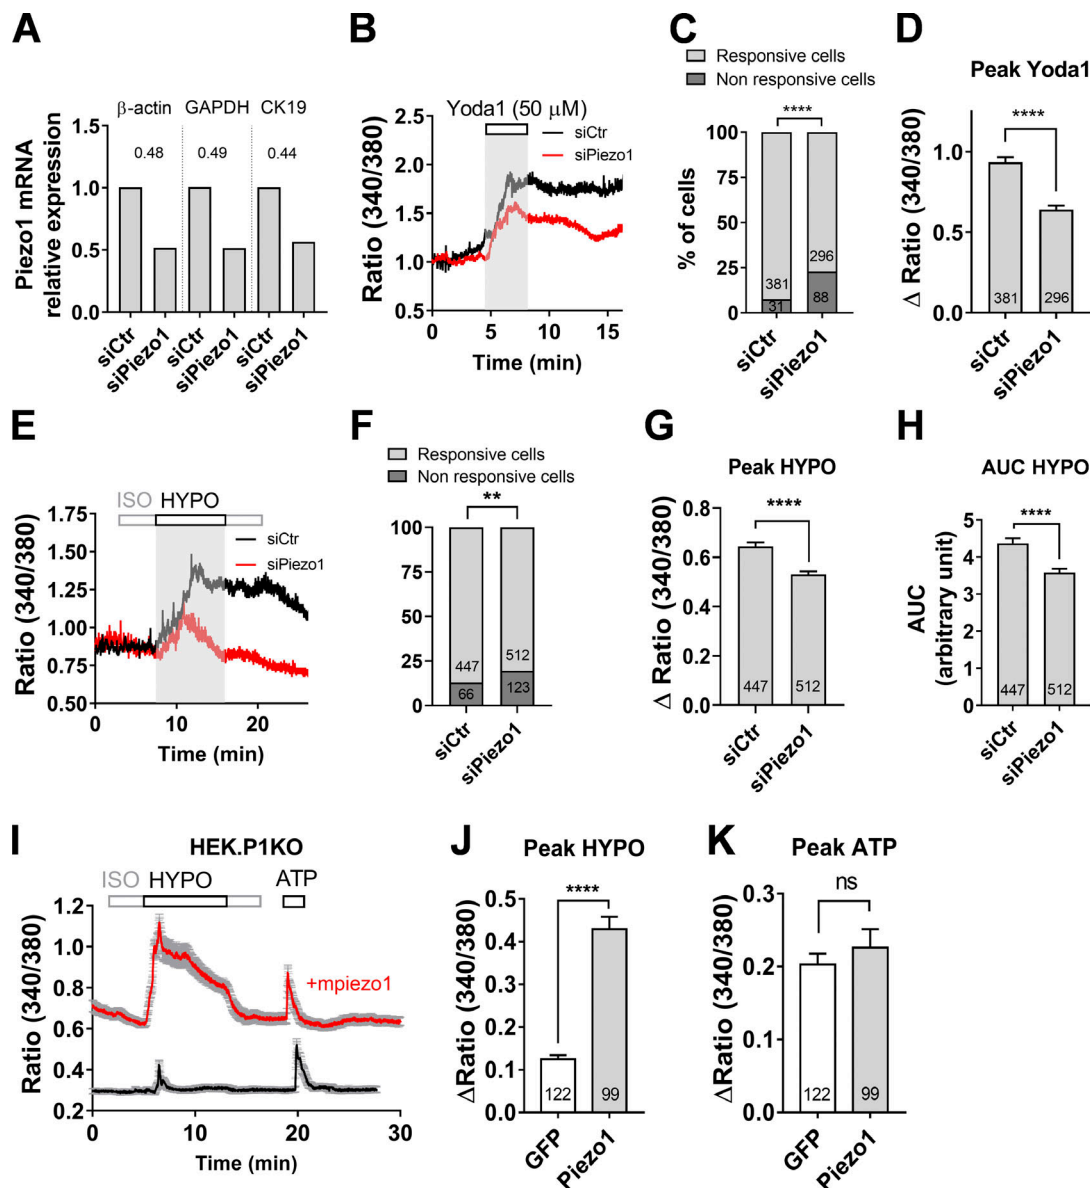 A
β-actin GAPDH CK19
0.48 0.49 0.44
Piezo1 mRNA
relative expression
1.5
1.0
0.5
0.0
siCtr
siPiezo1
siCtr
siPiezo1
siCtr
siPiezo1
B
Yoda1 (50 μM)
siCtr
siPiezo1
Ratio (340/380)
2.5
2.0
1.5
1.0
0.5
0 5 10 15
Time (min)
C
Responsive cells
Non responsive cells
****
% of cells
100
75
50
25
0
381
31
296
88
siCtr
siPiezo1
D
Peak Yoda1
****
Δ Ratio (340/380)
1.0
0.5
0.0
381 296
siCtr
siPiezo1
E
ISO HYPO
siCtr
siPiezo1
Ratio (340/380)
1.75
1.50
1.25
1.00
0.75
0.50
0 10 20
Time (min)
F
Responsive cells
Non responsive cells
**
100
75
50
25
0
447
66
512
123
siCtr
siPiezo1
G
Peak HYPO
****
Δ Ratio (340/380)
0.8
0.6
0.4
0.2
0.0
447 512
siCtr
siPiezo1
H
AUC HYPO
****
AUC
(arbitrary unit)
5
4
3
2
1
0
447 512
siCtr
siPiezo1
I
HEK.P1KO
ISO HYPO ATP
+mpiezo1
Ratio (340/380)
1.2
1.0
0.8
0.6
0.4
0.2
0 10 20 30
Time (min)
J
Peak HYPO
****
ΔRatio (340/380)
0.5
0.4
0.3
0.2
0.1
0.0
122 99
GFP
Piezo1
K
Peak ATP
ns
ΔRatio (340/380)
0.3
0.2
0.1
0.0
122 99
GFP
Piezo1